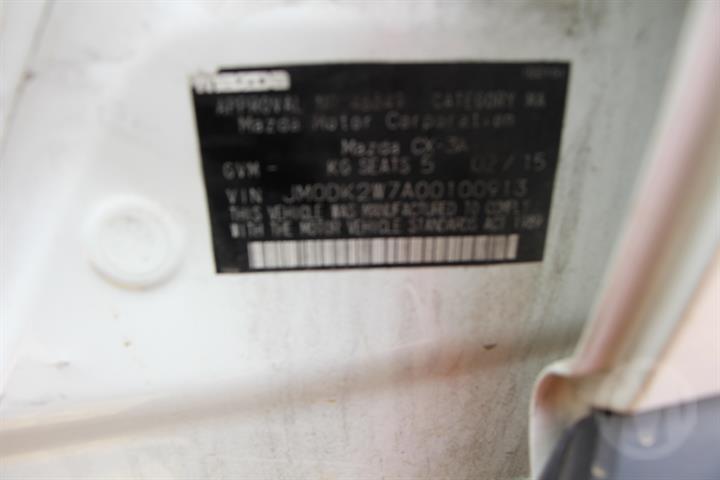 mazda
APPROVAL NO 46849 CATEGORY MA
Mazda Motor Corporation
Mazda CX-3A
GVM - KG SEATS 5 02/15
VIN JM0DK2W7A00100913
THIS VEHICLE WAS MANUFACTURED TO COMPLY
WITH THE MOTOR VEHICLE STANDARDS ACT 1989